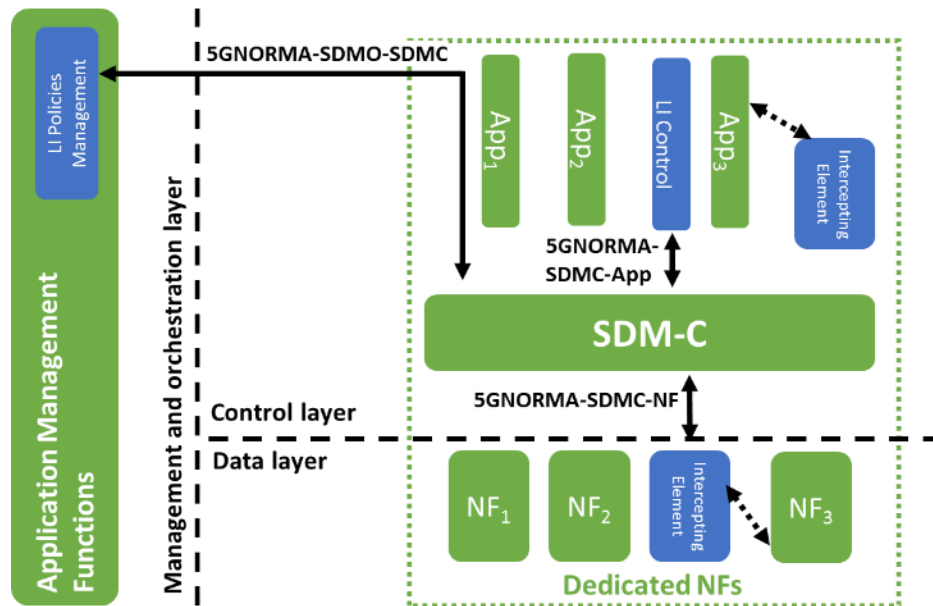 LI Policies
Management
Application Management
Functions
Management and orchestration layer
5GNORMA-SDMO-SDMC
App1
App2
LI Control
App3
Intercepting
Element
5GNORMA-
SDMC-App
SDM-C
5GNORMA-SDMC-NF
Control layer
Data layer
NF1
NF2
Intercepting
Element
NF3
Dedicated NFs